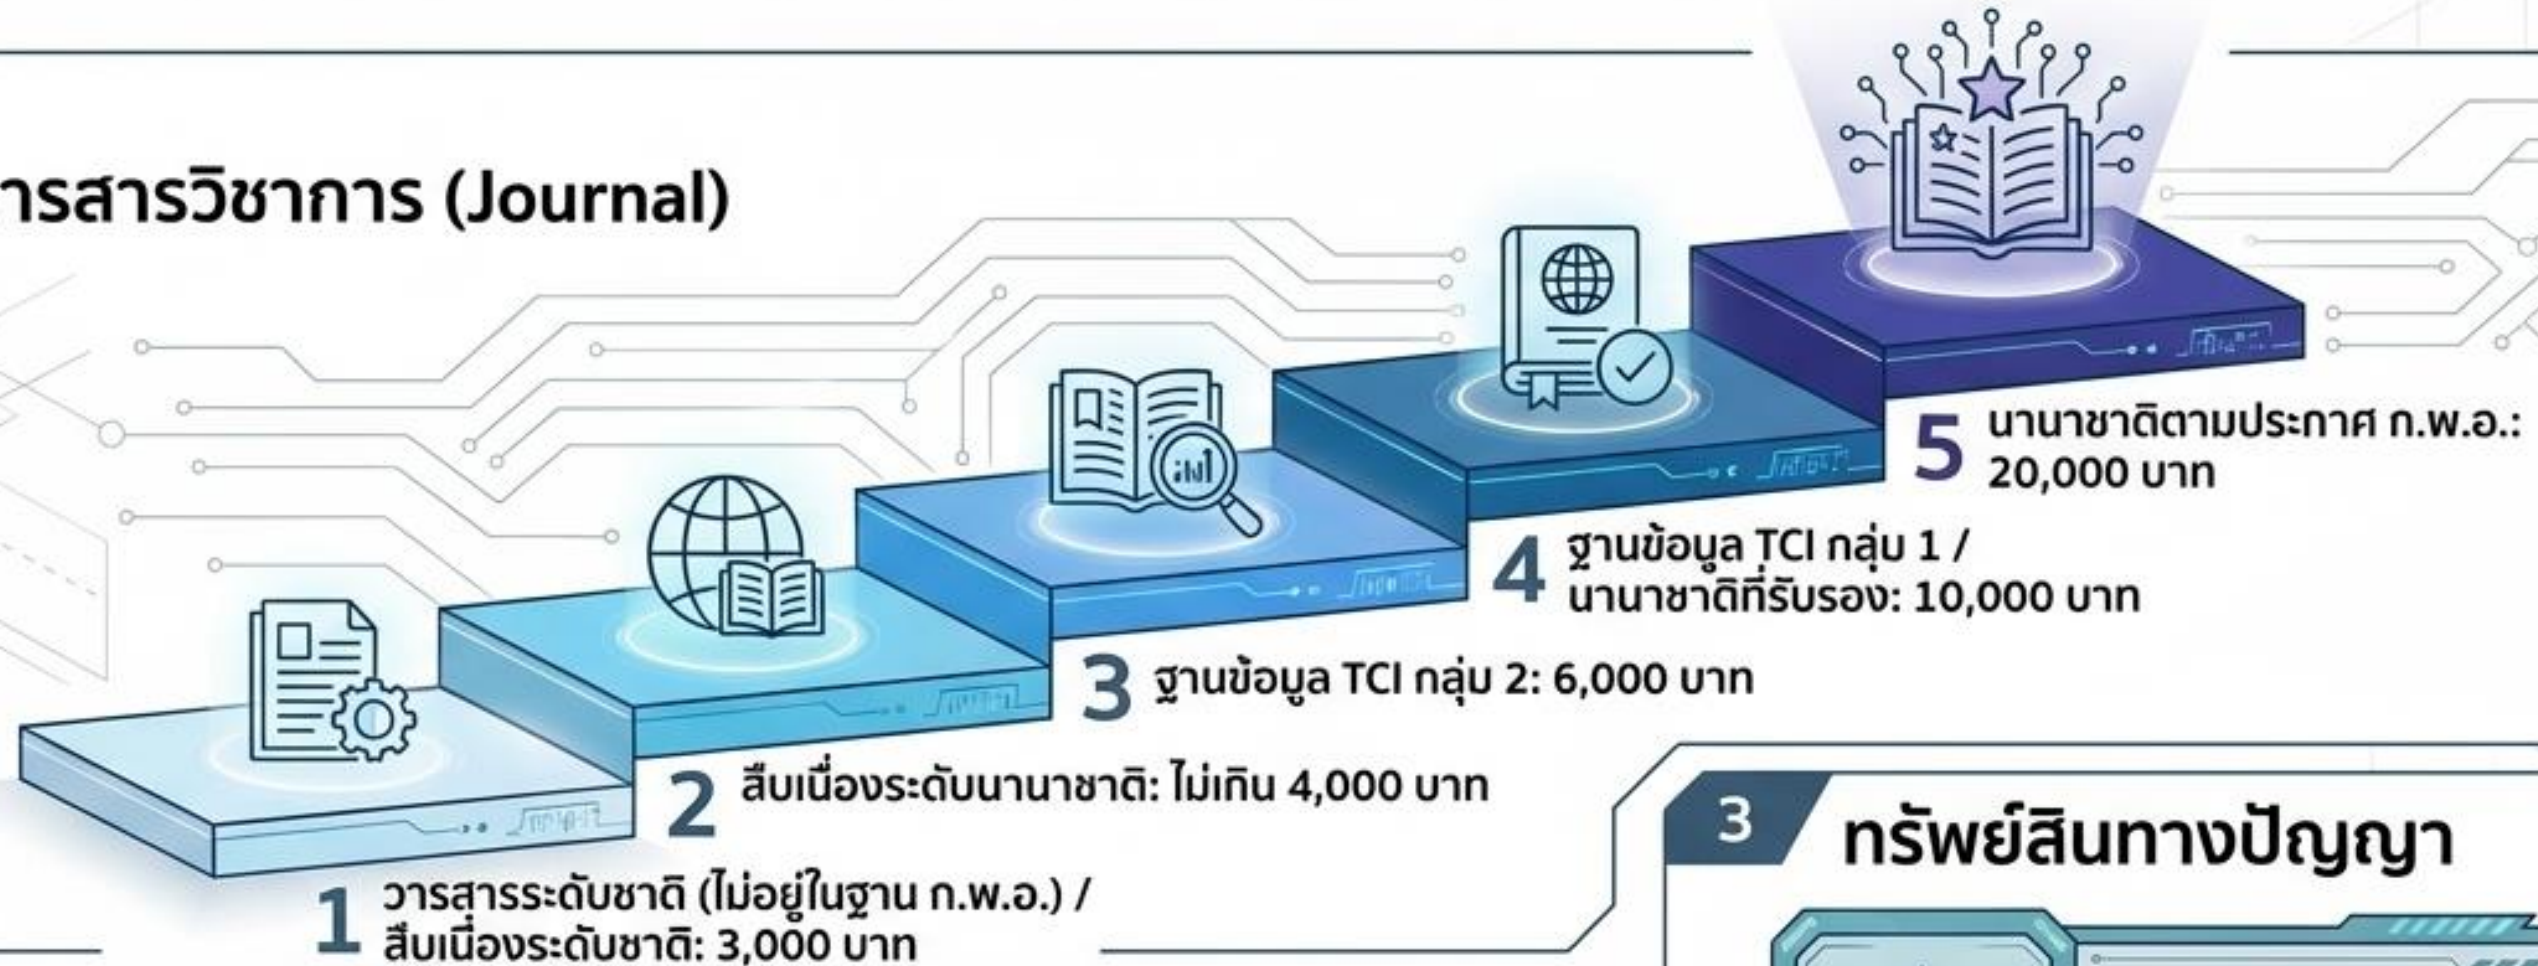 ารสารวิชาการ (Journal)
5 นานาชาติตามประกาศ ก.พ.อ.:
20,000 บาท
4 ฐานข้อมูล TCI กลุ่ม 1 /
นานาชาติที่รับรอง: 10,000 บาท
3 ฐานข้อมูล TCI กลุ่ม 2: 6,000 บาท
2 สืบเนื่องระดับนานาชาติ: ไม่เกิน 4,000 บาท
1 วารสารระดับชาติ (ไม่อยู่ในฐาน ก.พ.อ.) /
สืบเนื่องระดับชาติ: 3,000 บาท
3 ทรัพย์สินทางปัญญา